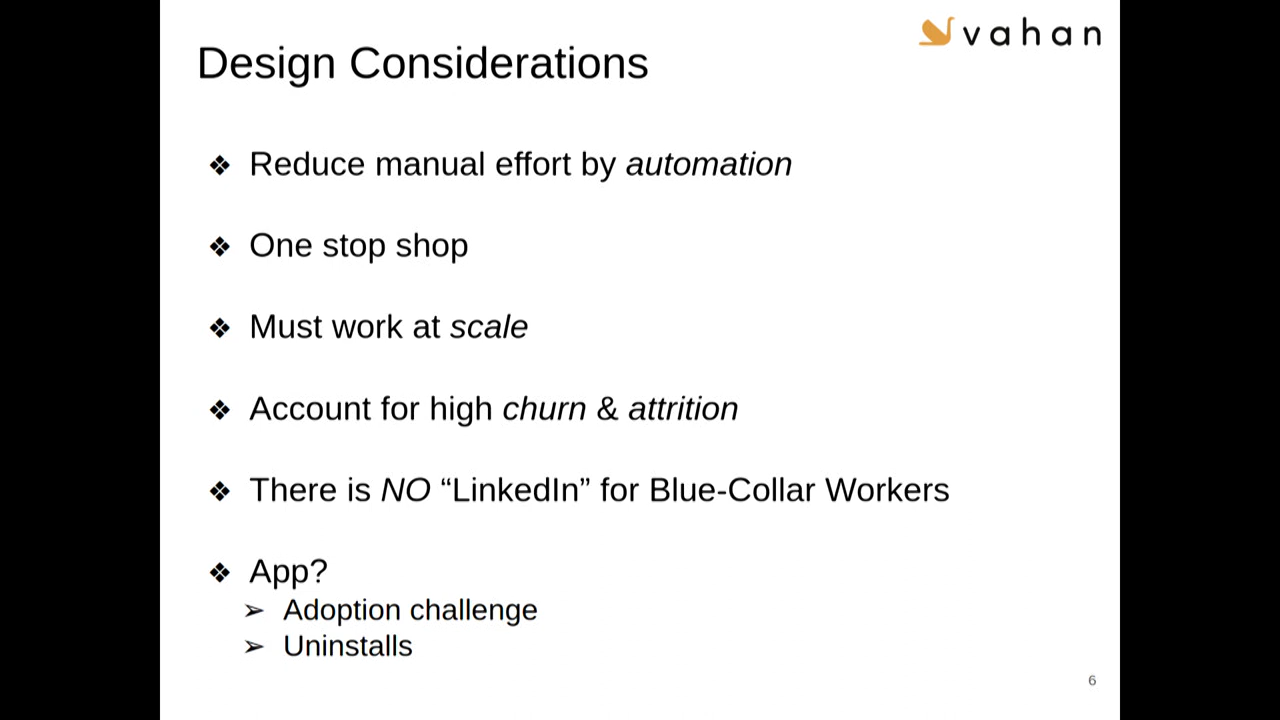 vahan
Design Considerations
❖ Reduce manual effort by automation
❖ One stop shop
❖ Must work at scale
❖ Account for high churn & attrition
❖ There is NO “LinkedIn” for Blue-Collar Workers
❖ App?
➢ Adoption challenge
➢ Uninstalls
6